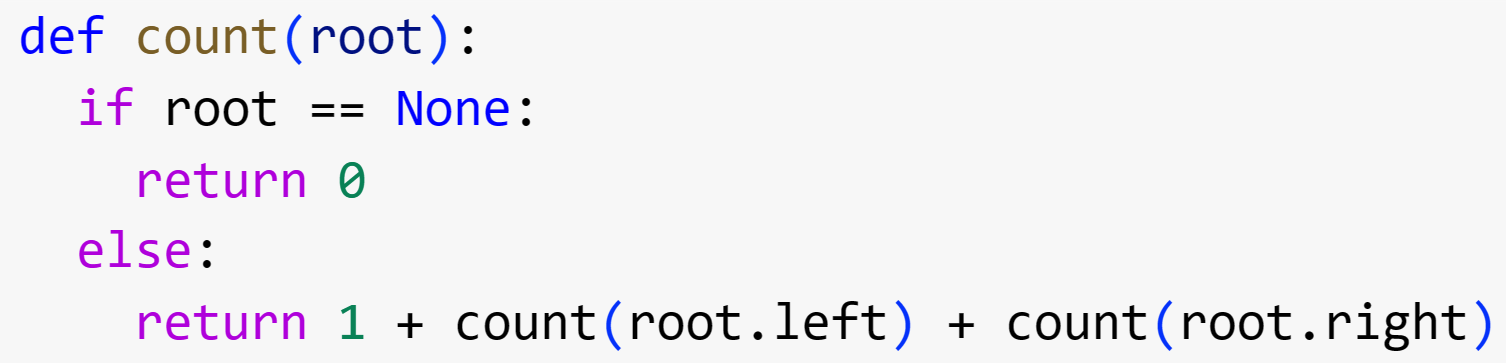 def count(root):
  if root == None:
    return 0
  else:
    return 1 + count(root.left) + count(root.right)